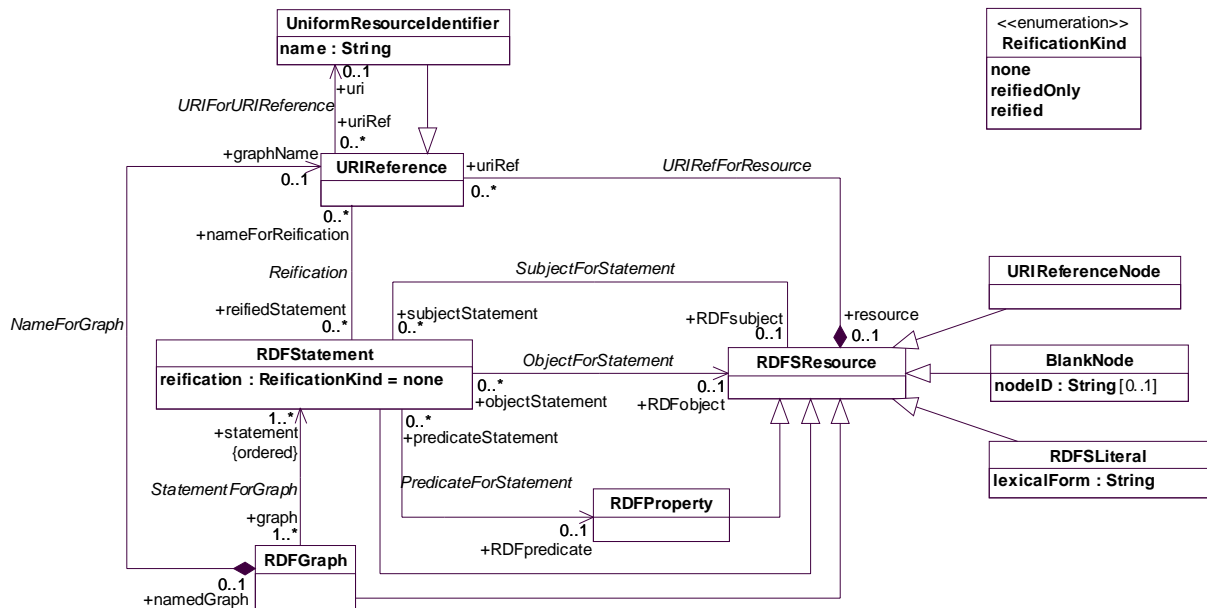 UniformResourceIdentifier
name : String
<<enumeration>>
ReificationKind
none
reifiedOnly
reified
0..1
+uri
URIForURIReference
+uriRef
0..*
+graphName
0..1
URIReference
+uriRef
0..*
URIRefForResource
0..*
+nameForReification
Reification
+reifiedStatement
0..*
SubjectForStatement
+subjectStatement
0..*
+RDFsubject
0..1
+resource
0..1
URIReferenceNode
NameForGraph
RDFStatement
reification : ReificationKind = none
ObjectForStatement
0..*
+objectStatement
0..1
+RDFobject
RDFSResource
BlankNode
nodeID : String [0..1]
1..*
+statement
{ordered}
0..*
+predicateStatement
RDFSLiteral
lexicalForm : String
StatementForGraph
PredicateForStatement
+graph
1..*
RDFProperty
0..1
+RDFpredicate
RDFGraph
0..1
+namedGraph